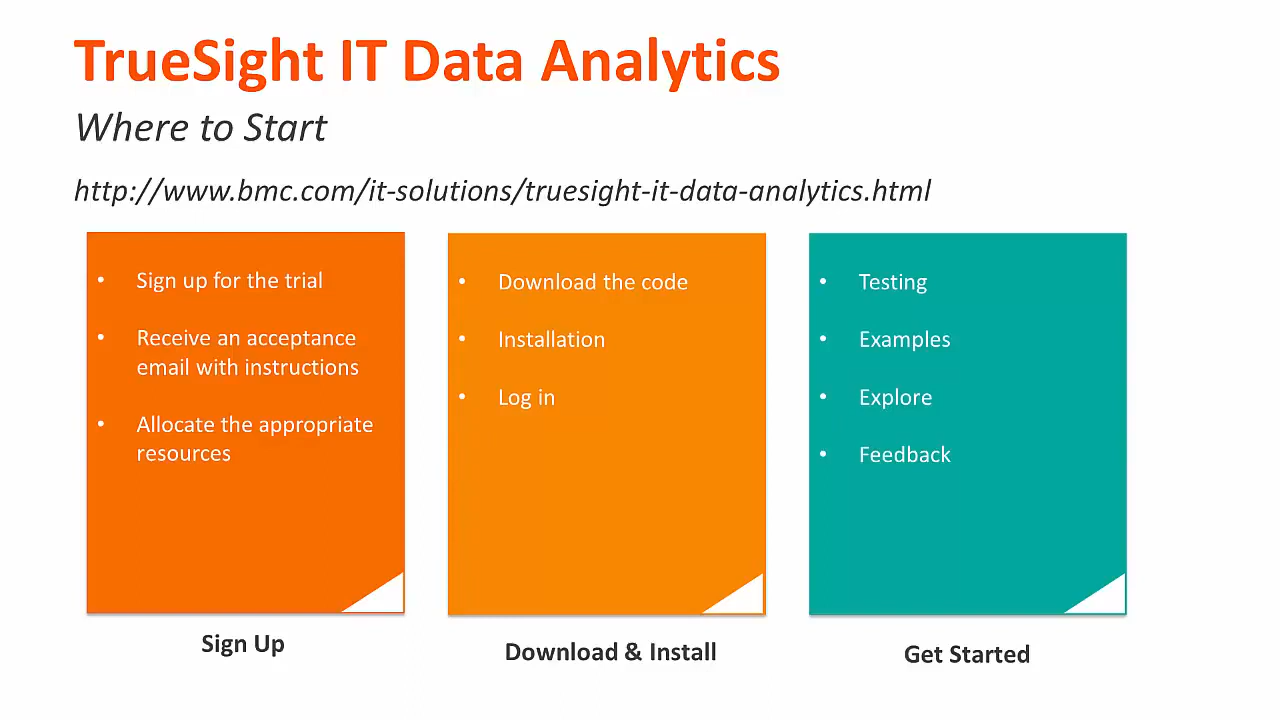 TrueSight IT Data Analytics
Where to Start
http://www.bmc.com/it-solutions/truesight-it-data-analytics.html
• Sign up for the trial
• Receive an acceptance
email with instructions
• Allocate the appropriate
resources
Sign Up
• Download the code
• Installation
• Log in
Download & Install
• Testing
• Examples
• Explore
• Feedback
Get Started